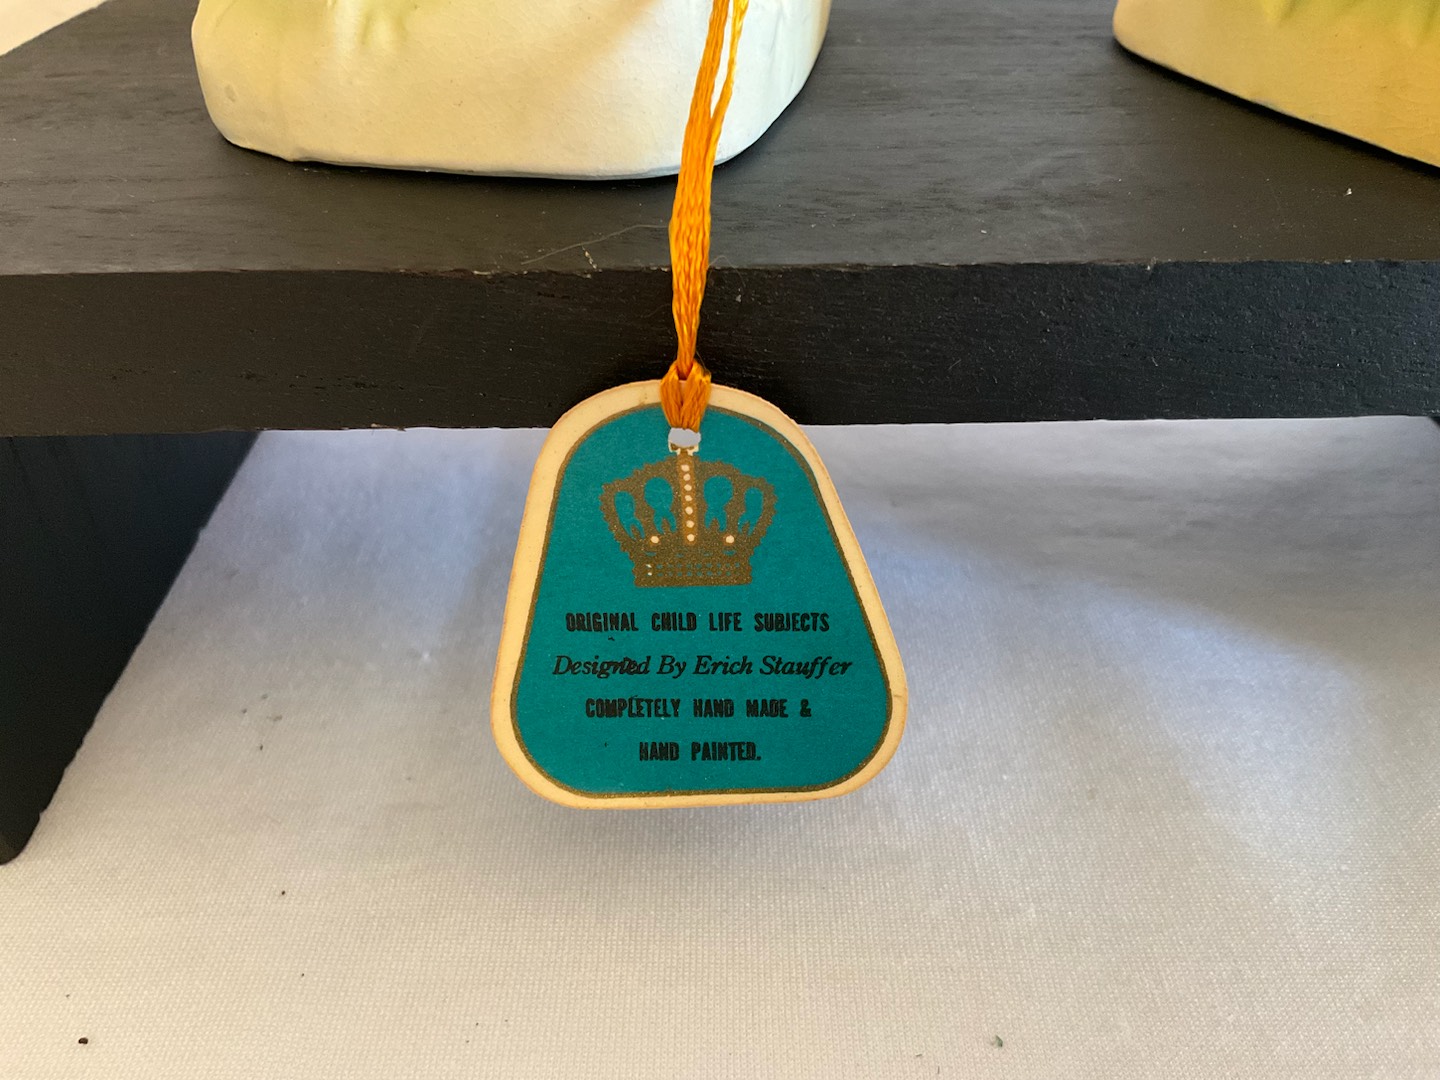 ORIGINAL CHILD LIFE SUBJECTS
Designed By Erich Stauffer
COMPLETELY HAND MADE &
HAND PAINTED.